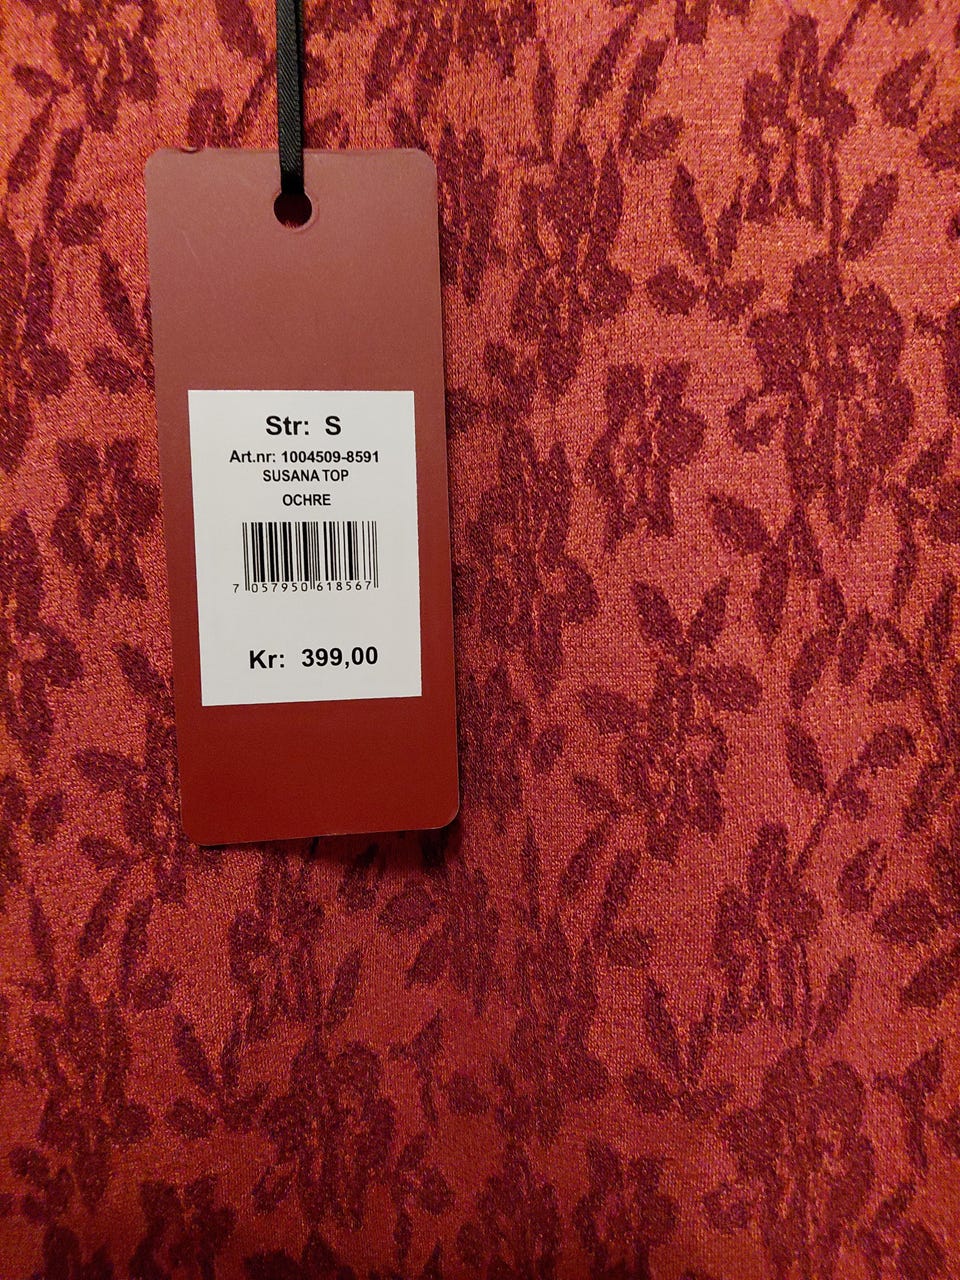 Str: S
Art.nr: 1004509-8591
SUSANA TOP
OCHRE
7 057950 618567
Kr: 399,00